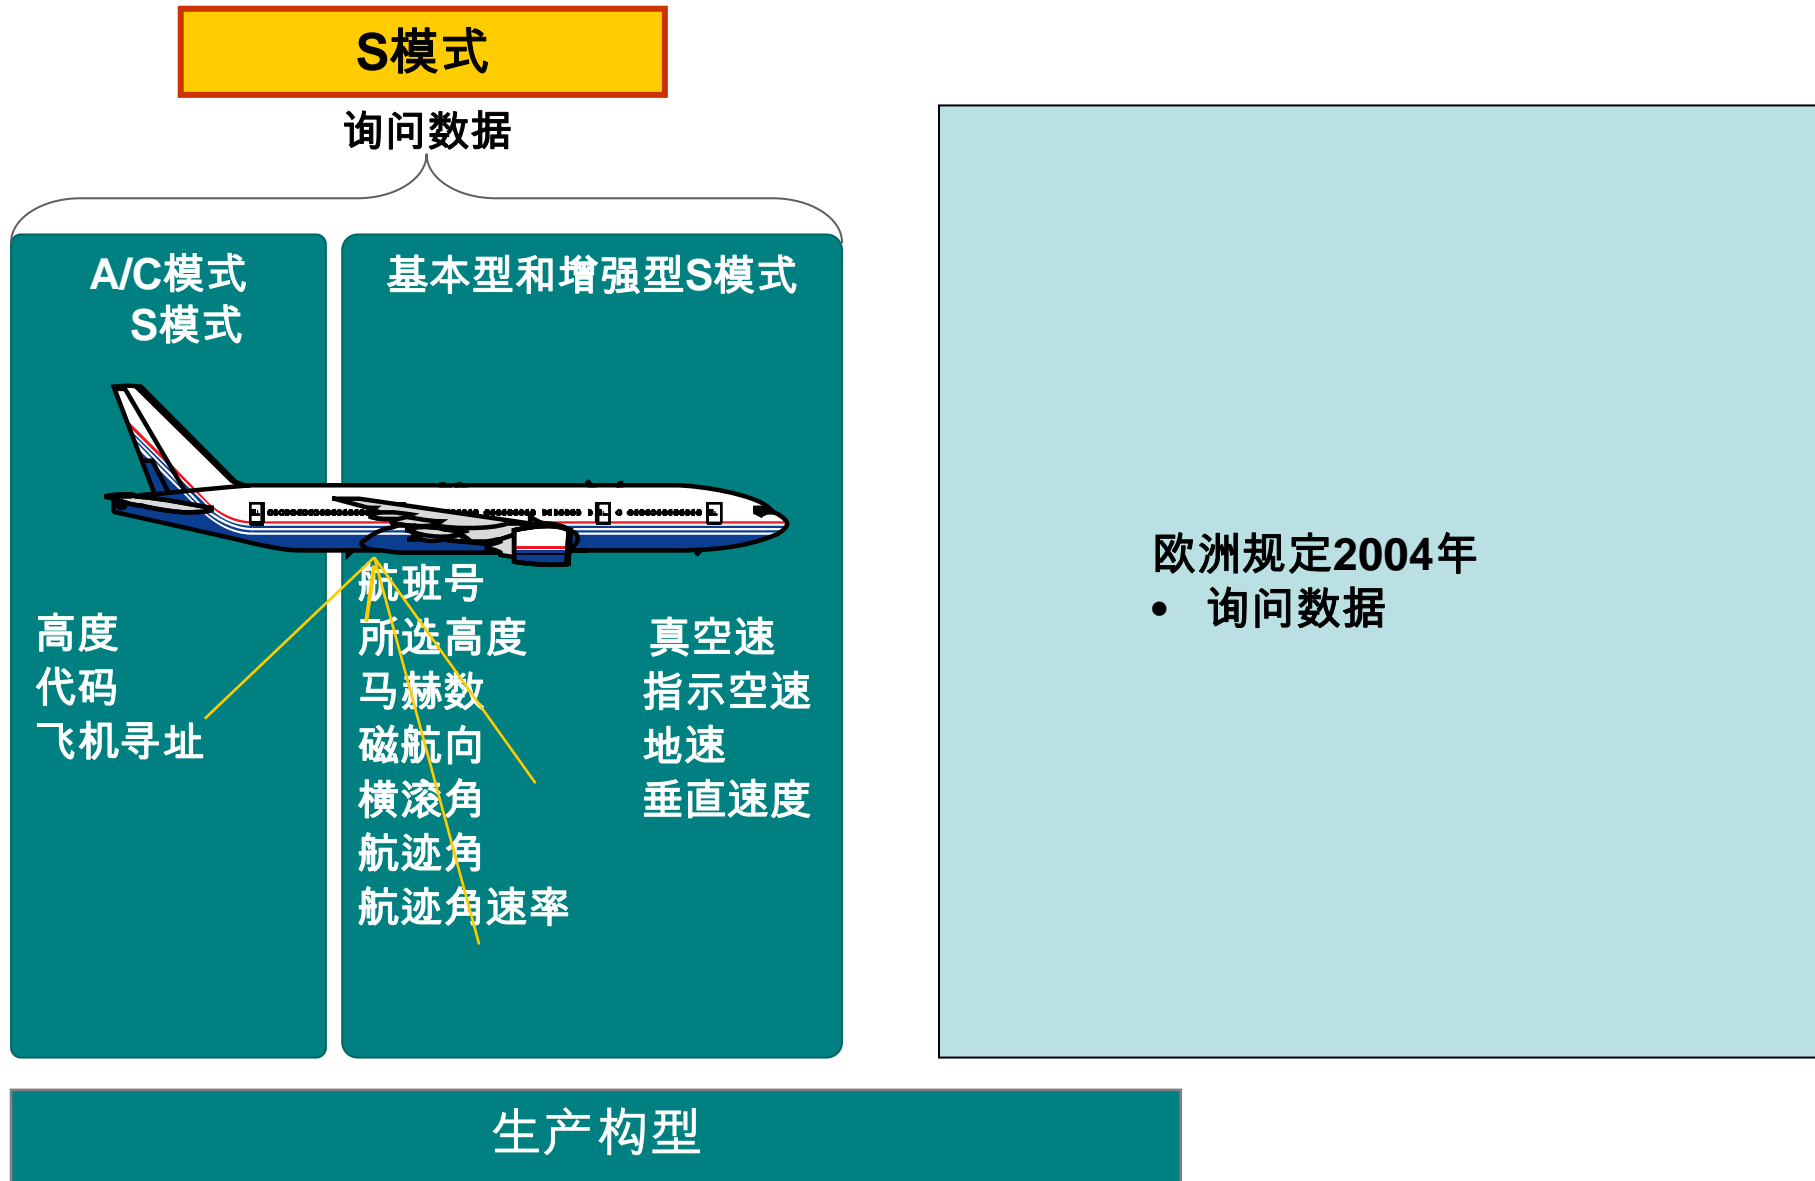 S模式
询问数据
A/C模式
S模式
高度
代码
飞机寻址
基本型和增强型S模式
航班号
所选高度
马赫数
磁航向
横滚角
航迹角
航迹角速率
真空速
指示空速
地速
垂直速度
欧洲规定2004年
• 询问数据
生产构型